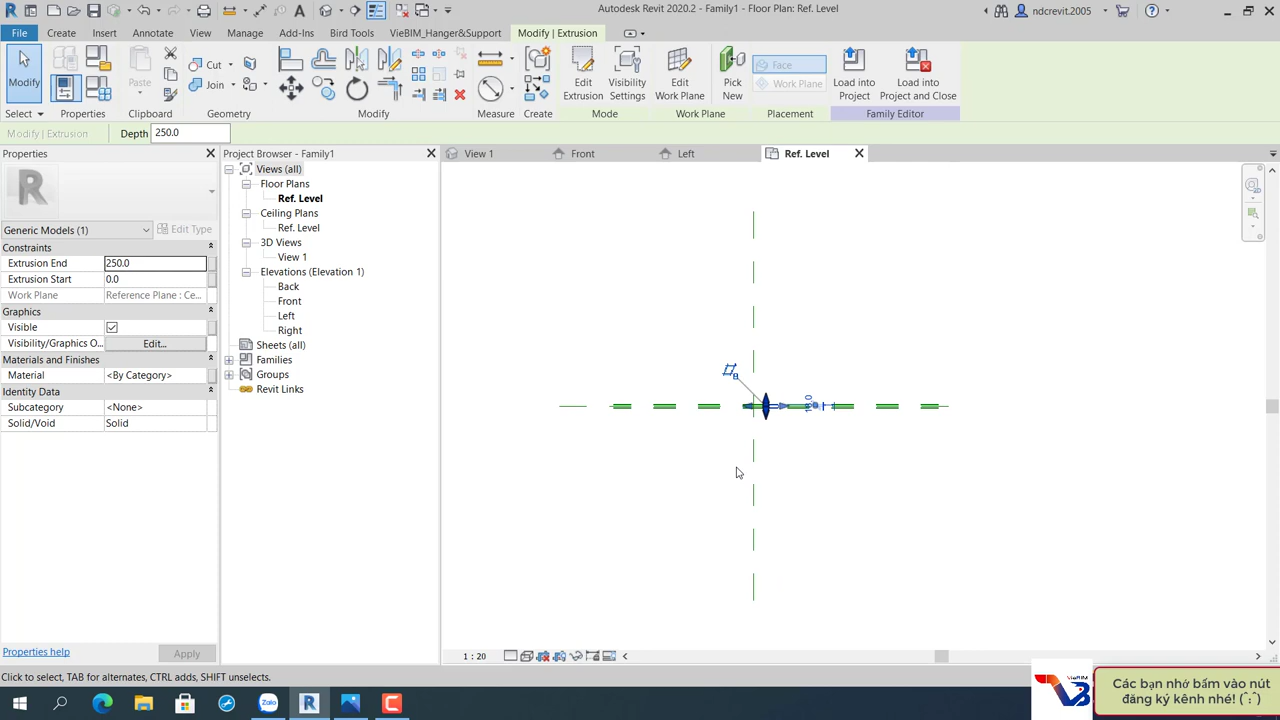 Autodesk Revit 2020.2 - Family1 - Floor Plan: Ref. Level
ndcrevit.2005
File Create Insert Annotate View Manage Add-Ins Bird Tools VieBIM_Hanger&Support Modify | Extrusion
Modify Paste Cut Join Edit Extrusion Visibility Settings Edit Work Plane Pick New Face Work Plane Load into Project Load into Project and Close
Select Properties Clipboard Geometry Modify Measure Create Mode Work Plane Placement Family Editor
Modify | Extrusion Depth 250.0
Properties
Project Browser - Family1
View 1 Front Left Ref. Level
Generic Models (1) Edit Type
Constraints
Extrusion End 250.0
Extrusion Start 0.0
Work Plane Reference Plane : Ce...
Graphics
Visible
Visibility/Graphics O... Edit...
Materials and Finishes
Material <By Category>
Identity Data
Subcategory <None>
Solid/Void Solid
Properties help Apply
Views (all)
Floor Plans
Ref. Level
Ceiling Plans
Ref. Level
3D Views
View 1
Elevations (Elevation 1)
Back
Front
Left
Right
Sheets (all)
Families
Groups
Revit Links
1 : 20
Click to select, TAB for alternates, CTRL adds, SHIFT unselects.
Zalo
VieBIM
Các bạn nhớ bấm vào nút
đăng ký kênh nhé! (ˆ:ˆ)